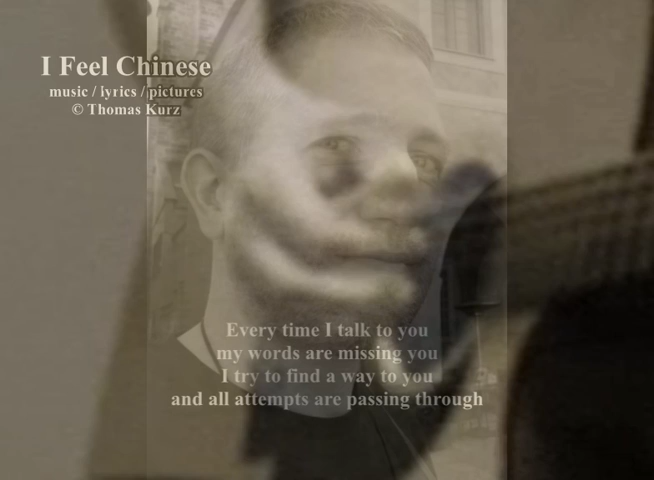 I Feel Chinese
music / lyrics / pictures
© Thomas Kurz
Every time I talk to you
my words are missing you
I try to find a way to you
and all attempts are passing through